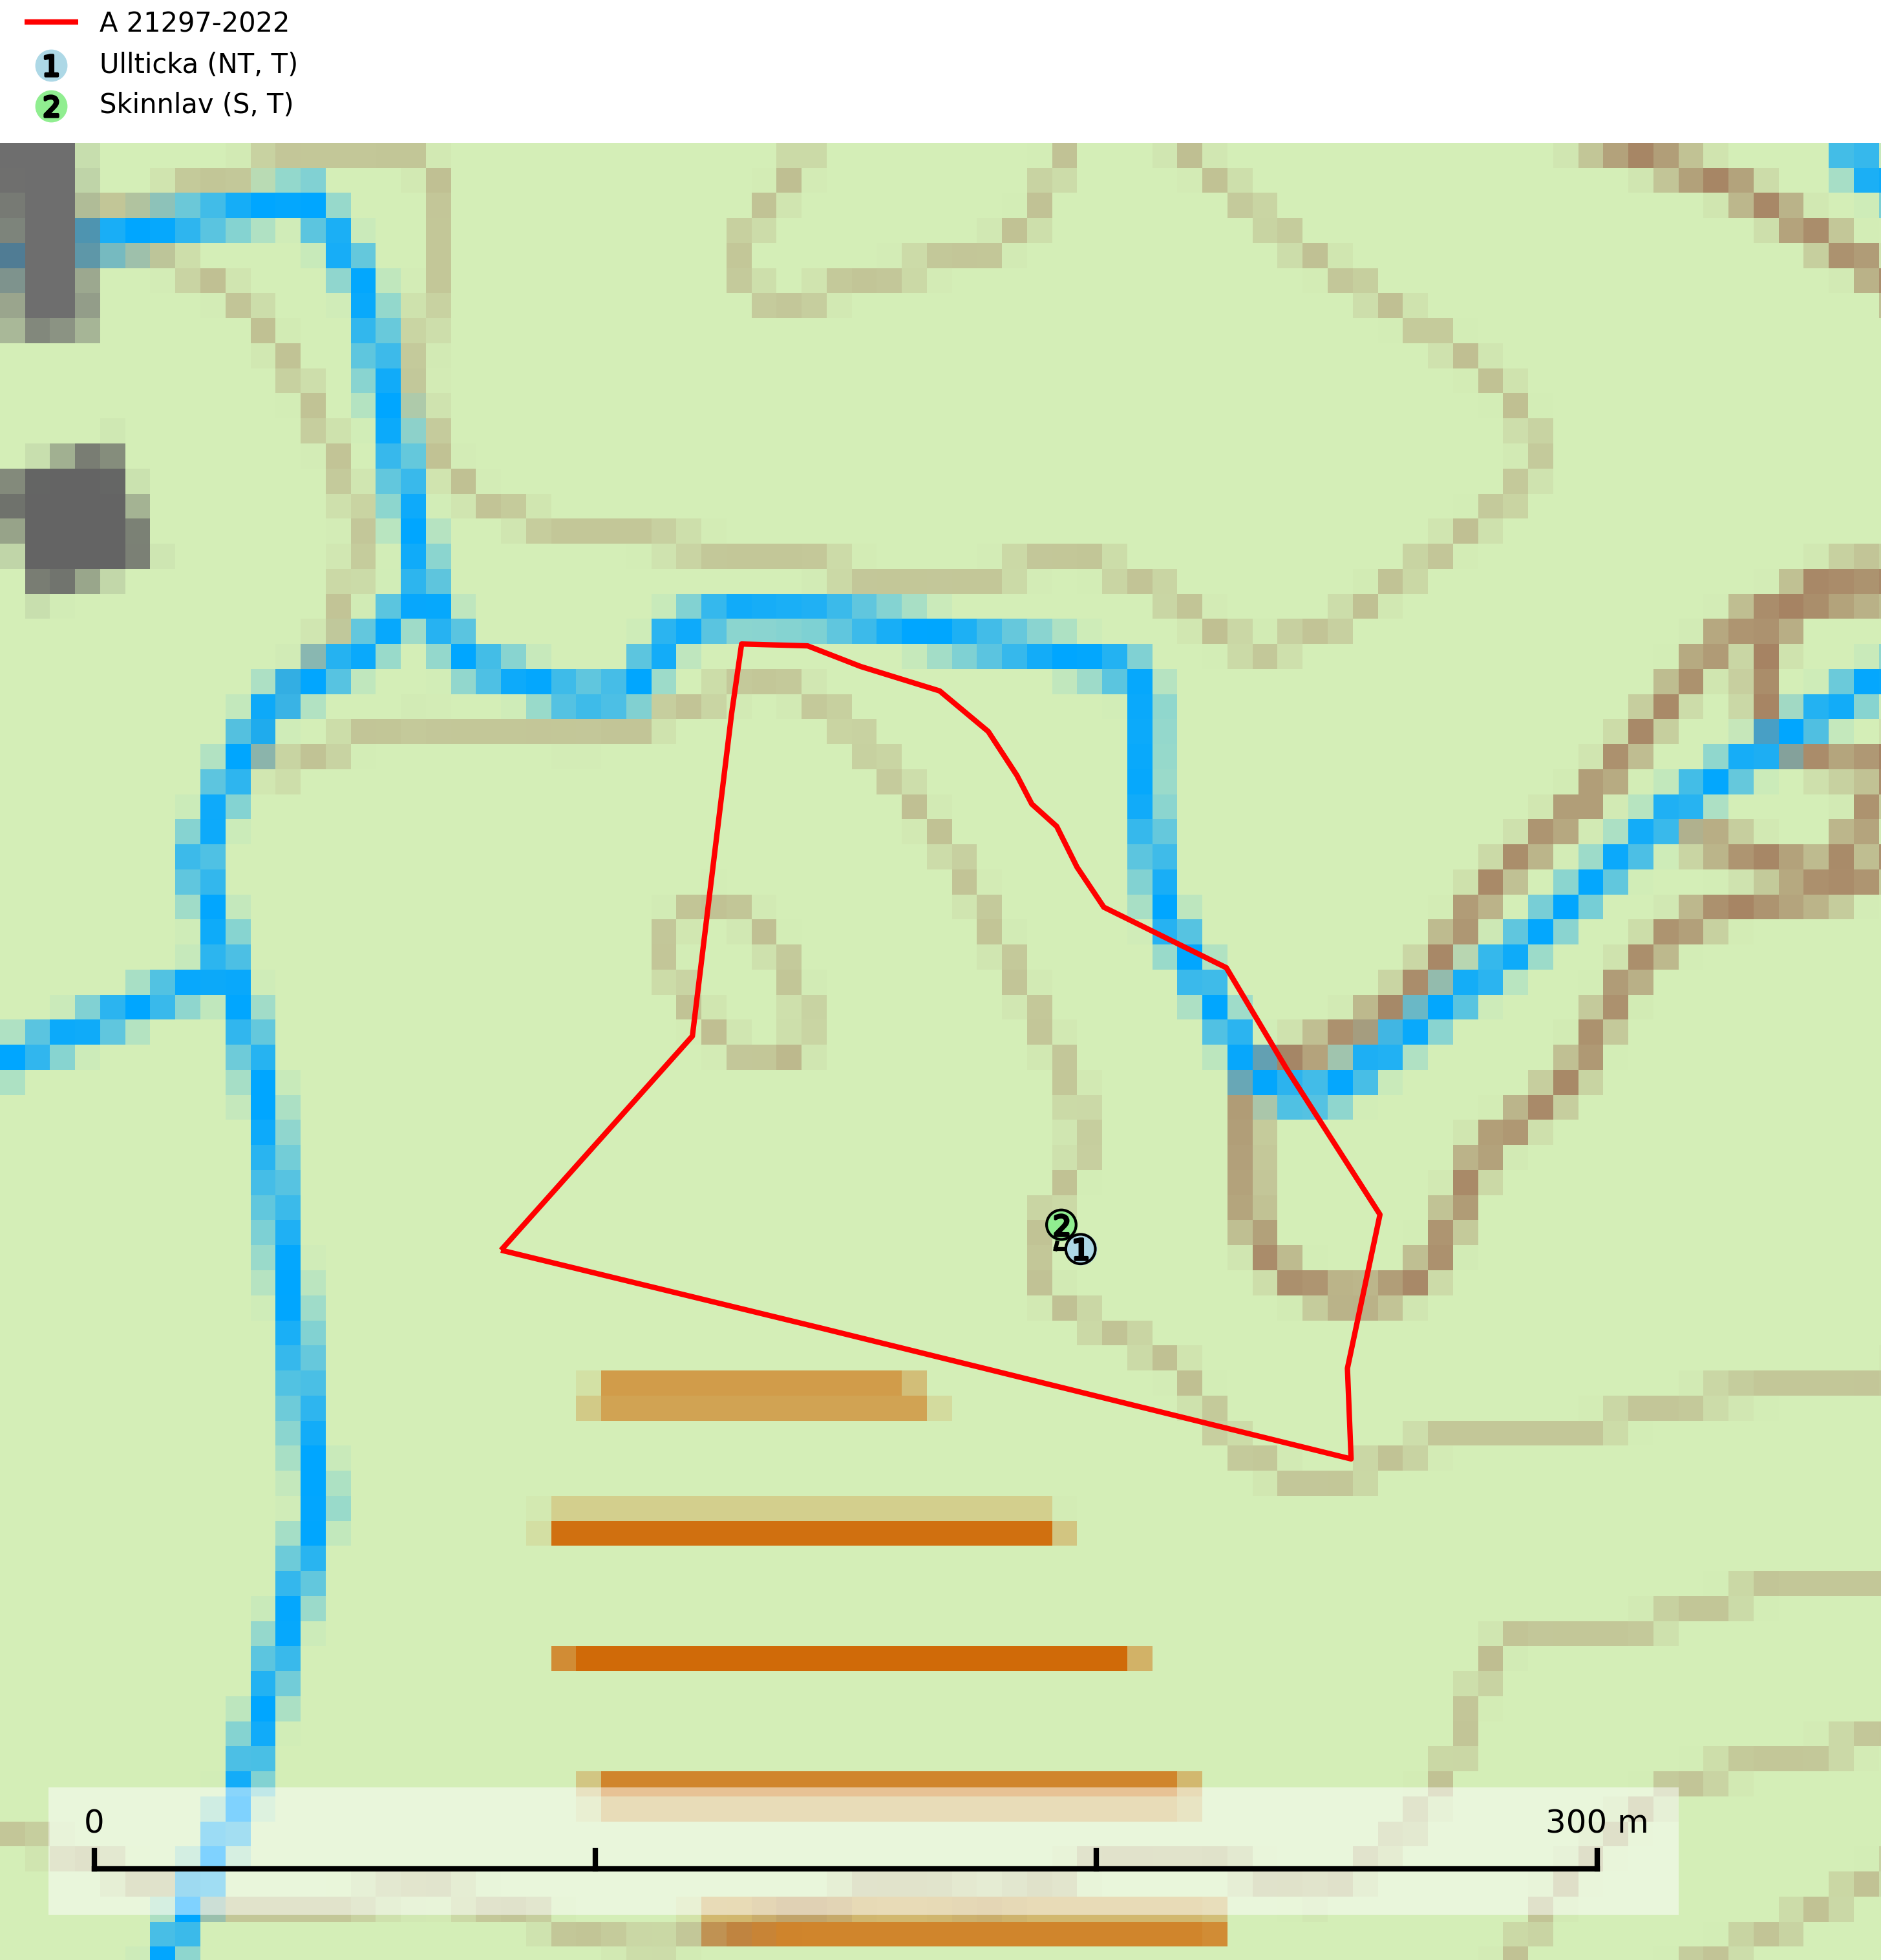 A 21297-2022
1 Ullticka (NT, T)
2 Skinnlav (S, T)
2
1
0 300 m